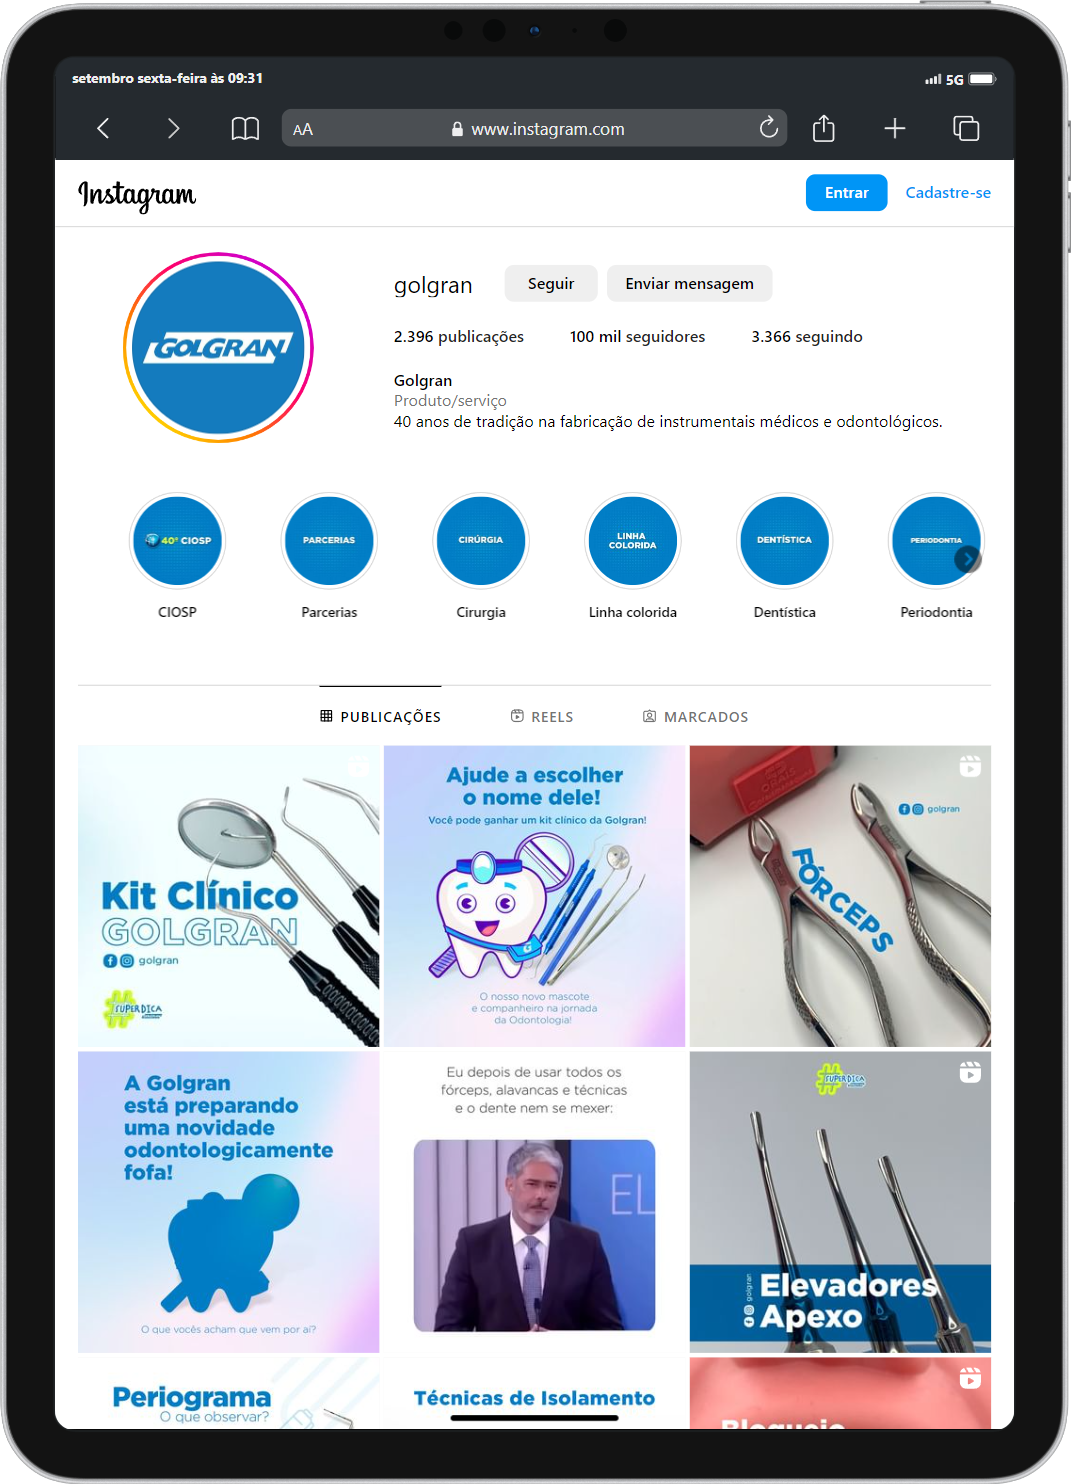 setembro sexta-feira às 09:31
5G
AA
www.instagram.com
Instagram
Entrar
Cadastre-se
GOLGRAN
golgran
Seguir
Enviar mensagem
2.396 publicações
100 mil seguidores
3.366 seguindo
Golgran
Produto/serviço
40 anos de tradição na fabricação de instrumentais médicos e odontológicos.
40º CIOSP
PARCERIAS
CIRÚRGIA
LINHA
COLORIDA
DENTÍSTICA
PERIODONTIA
CIOSP
Parcerias
Cirurgia
Linha colorida
Dentística
Periodontia
PUBLICAÇÕES
REELS
MARCADOS
Kit Clínico
GOLGRAN
golgran
#SUPERDICA
Ajude a escolher
o nome dele!
Você pode ganhar um kit clínico da Golgran!
G
O nosso novo mascote
e companheiro na jornada
da Odontologia!
golgran
FÓRCEPS
A Golgran
está preparando
uma novidade
odontologicamente
fofa!
O que vocês acham que vem por aí?
Eu depois de usar todos os
fórceps, alavancas e técnicas
e o dente nem se mexer:
EL
#SUPERDICA
golgran
Elevadores
Apexo
Periograma
O que observar?
Técnicas de Isolamento
Bloqueio